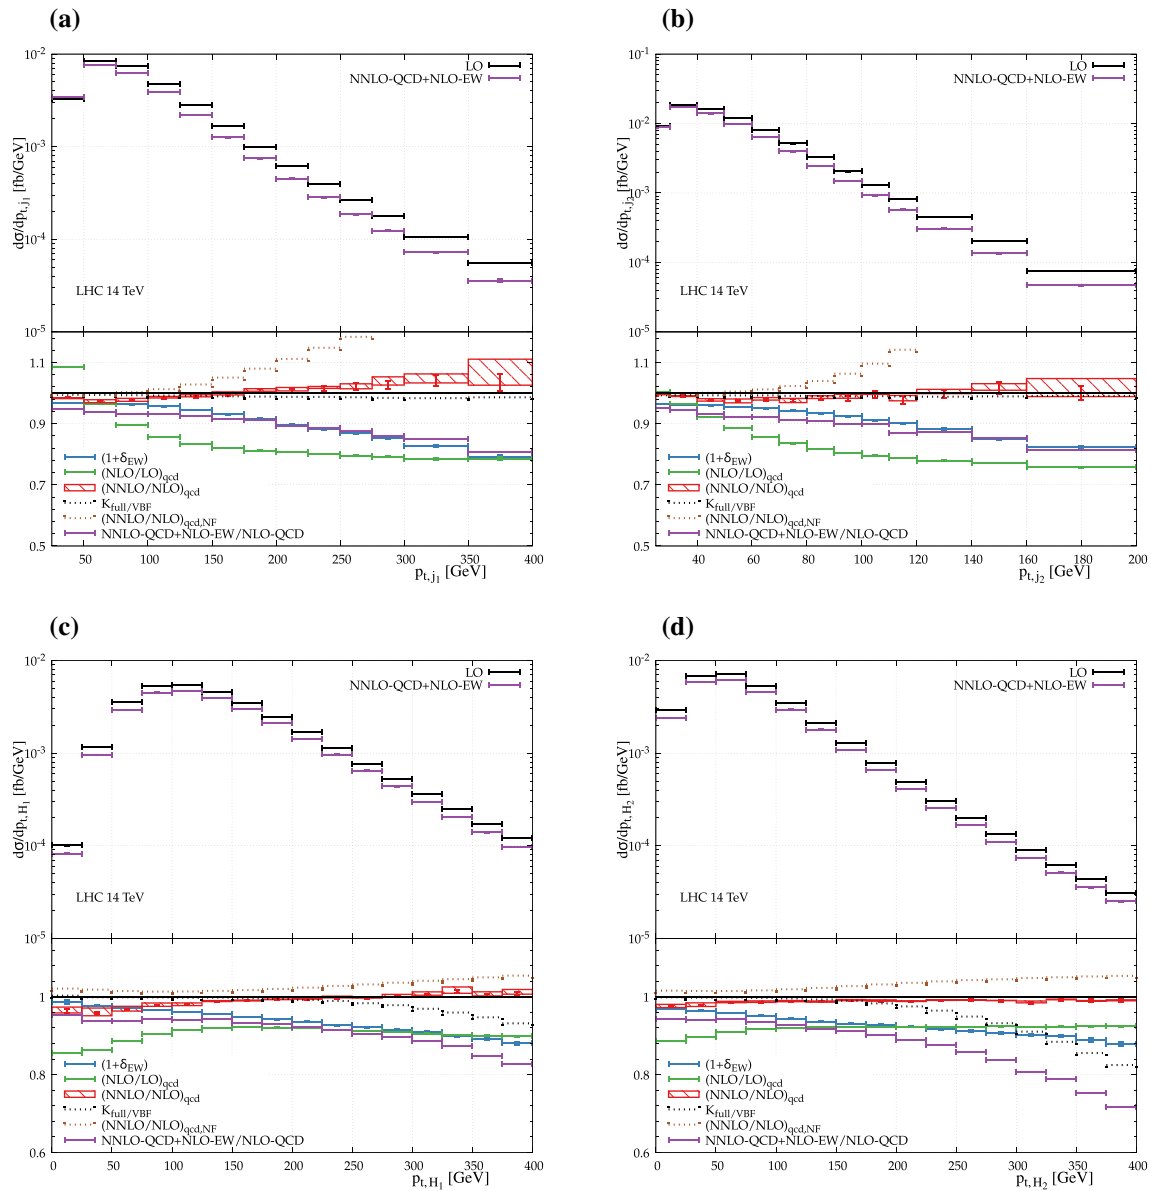 (a)
10^-2
10^-3
10^-4
10^-5
dσ/dp_t,j1 [fb/GeV]
LO
NNLO-QCD+NLO-EW
LHC 14 TeV
1.1
0.9
0.7
0.5
(1+δ_EW)
(NLO/LO)_qcd
(NNLO/NLO)_qcd
K_full/VBF
(NNLO/NLO)_qcd,NF
NNLO-QCD+NLO-EW/NLO-QCD
50 100 150 200 250 300 350 400
p_t,j1 [GeV]
(b)
10^-1
10^-2
10^-3
10^-4
10^-5
dσ/dp_t,j2 [fb/GeV]
LO
NNLO-QCD+NLO-EW
LHC 14 TeV
1.1
0.9
0.7
0.5
(1+δ_EW)
(NLO/LO)_qcd
(NNLO/NLO)_qcd
K_full/VBF
(NNLO/NLO)_qcd,NF
NNLO-QCD+NLO-EW/NLO-QCD
40 60 80 100 120 140 160 180 200
p_t,j2 [GeV]
(c)
10^-2
10^-3
10^-4
10^-5
dσ/dp_t,H1 [fb/GeV]
LO
NNLO-QCD+NLO-EW
LHC 14 TeV
1
0.8
0.6
(1+δ_EW)
(NLO/LO)_qcd
(NNLO/NLO)_qcd
K_full/VBF
(NNLO/NLO)_qcd,NF
NNLO-QCD+NLO-EW/NLO-QCD
0 50 100 150 200 250 300 350 400
p_t,H1 [GeV]
(d)
10^-2
10^-3
10^-4
10^-5
dσ/dp_t,H2 [fb/GeV]
LO
NNLO-QCD+NLO-EW
LHC 14 TeV
1
0.8
0.6
(1+δ_EW)
(NLO/LO)_qcd
(NNLO/NLO)_qcd
K_full/VBF
(NNLO/NLO)_qcd,NF
NNLO-QCD+NLO-EW/NLO-QCD
0 50 100 150 200 250 300 350 400
p_t,H2 [GeV]